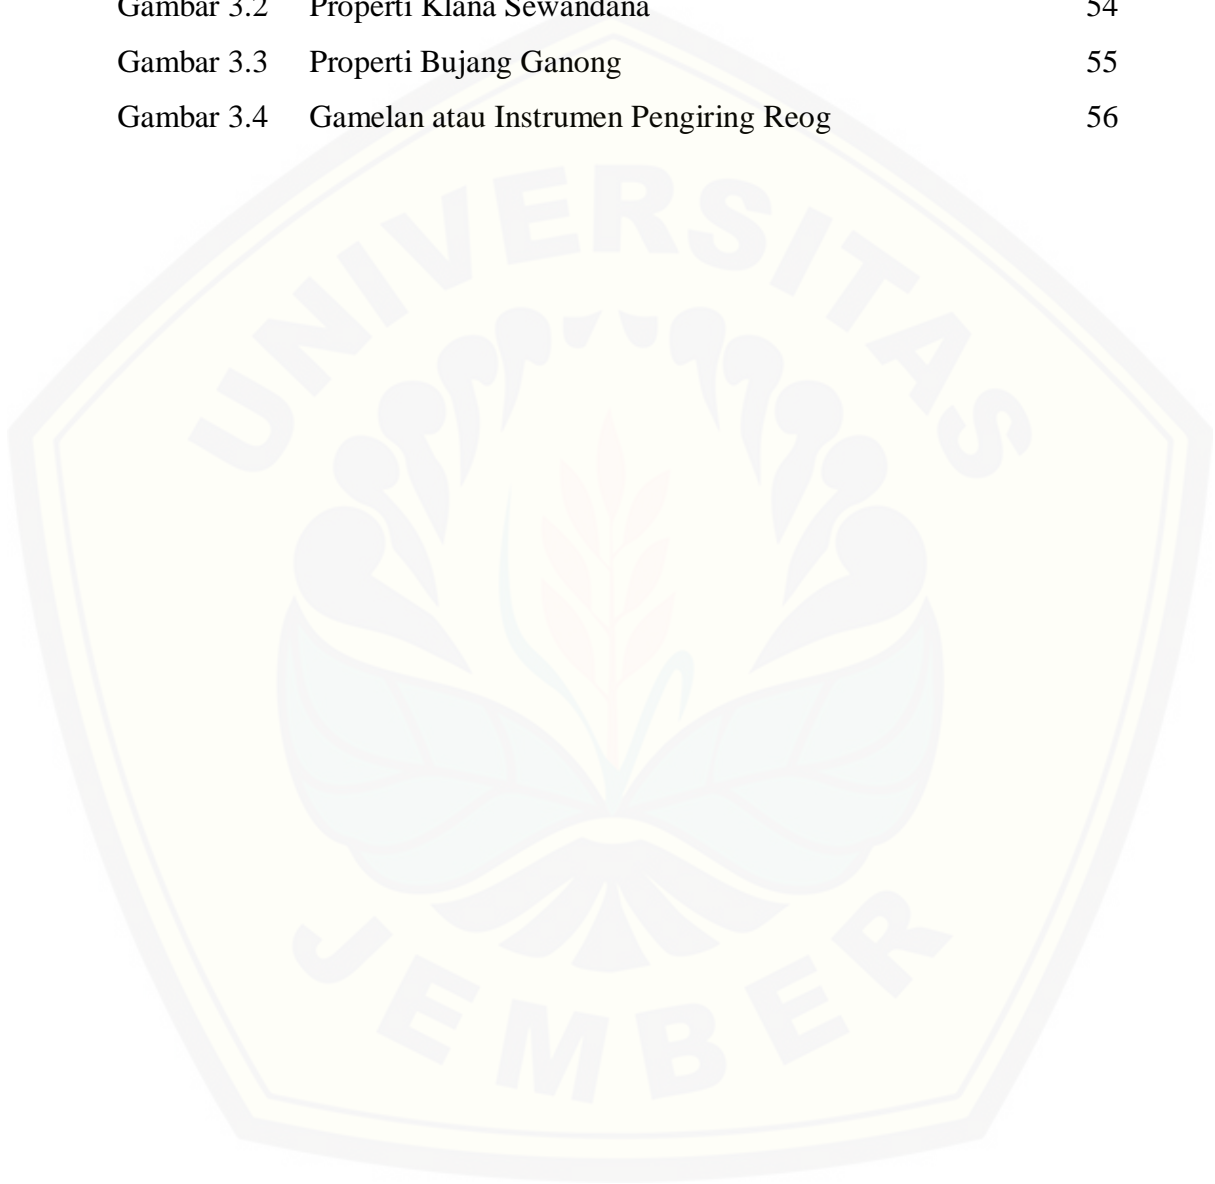 Gambar 3.2 Properti Klana Sewandana 54
Gambar 3.3 Properti Bujang Ganong 55
Gambar 3.4 Gamelan atau Instrumen Pengiring Reog 56
UNIVERSITAS
JEMBER